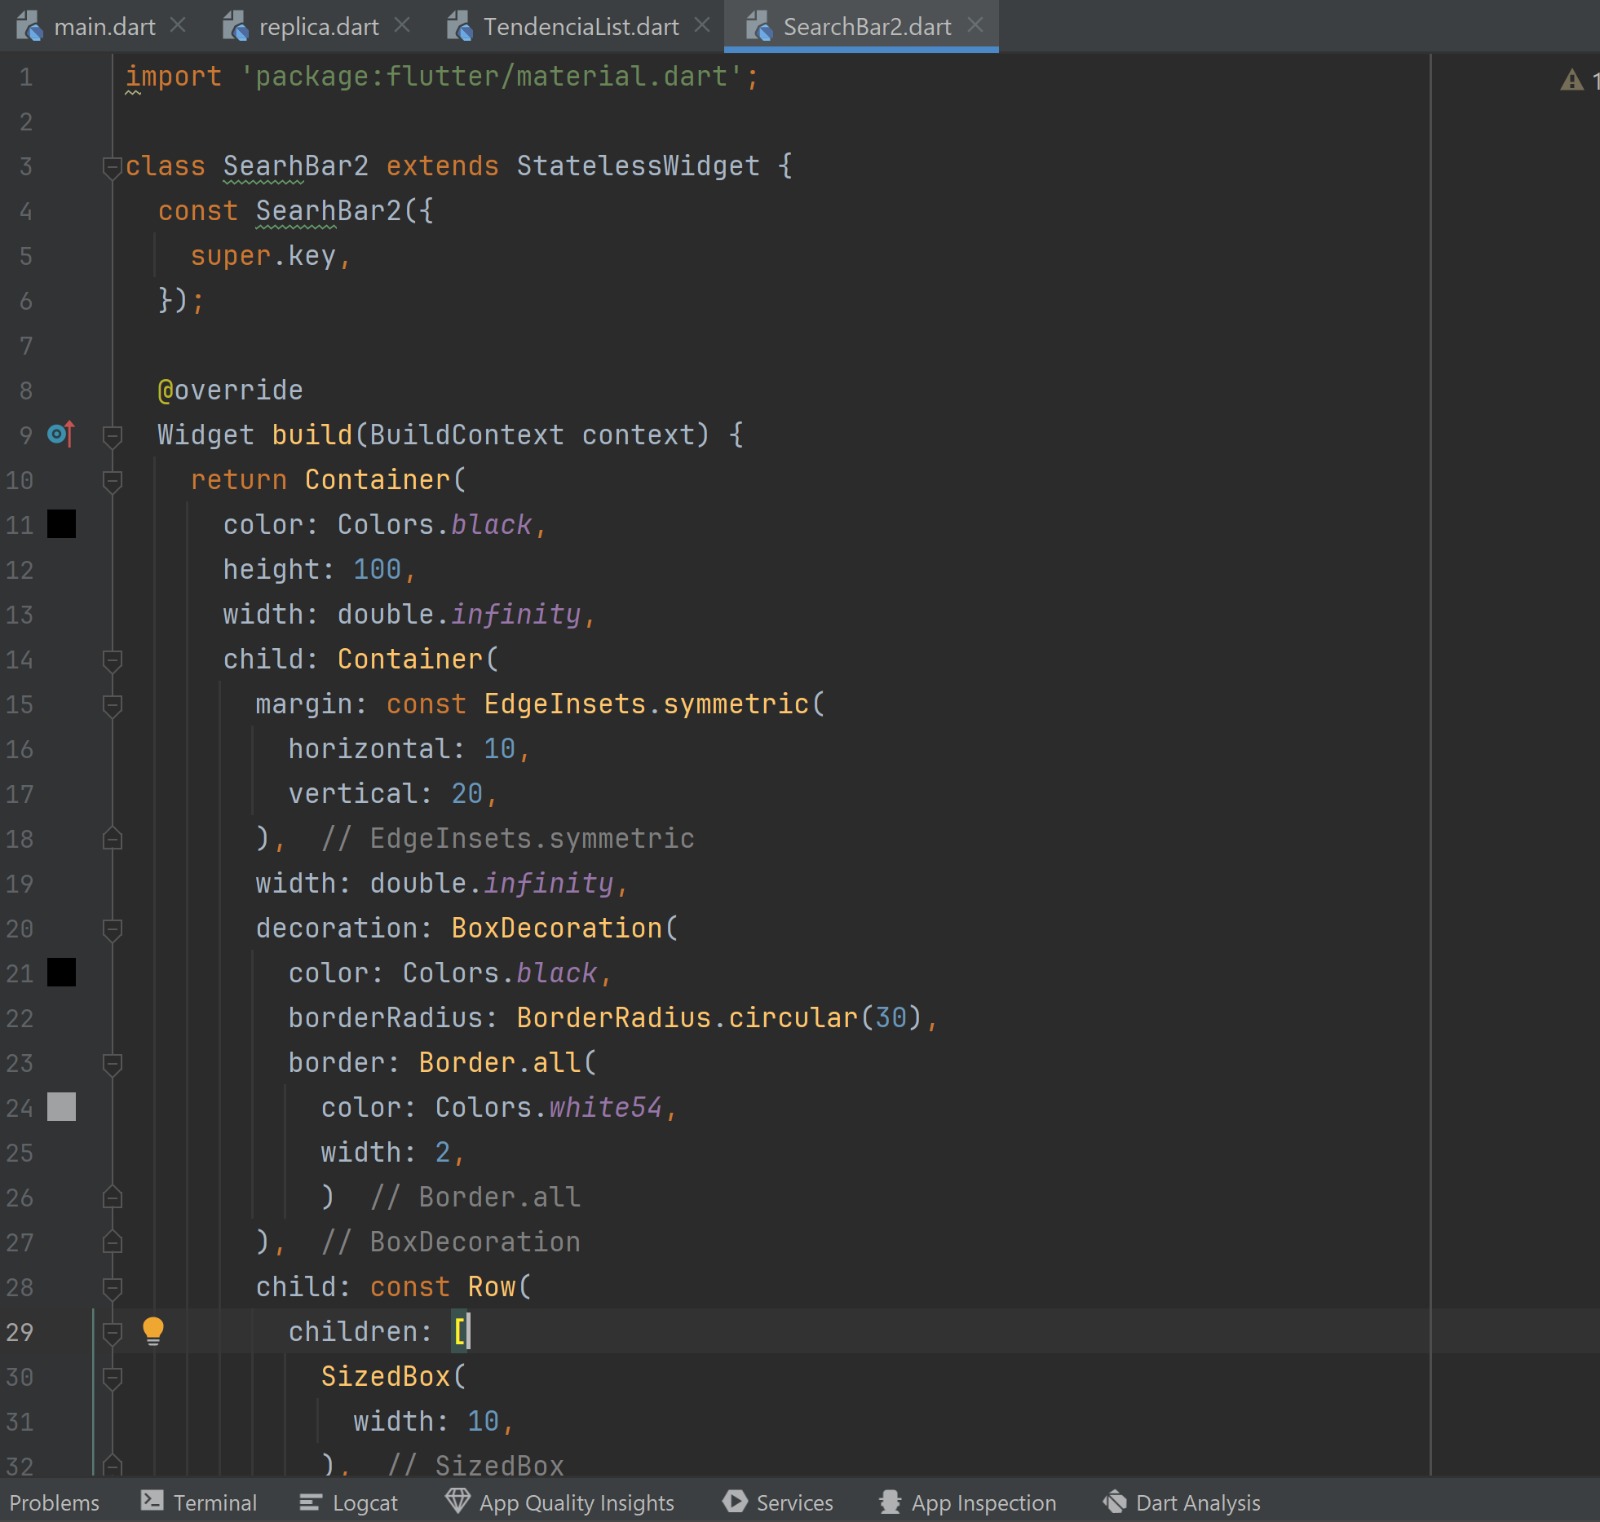 main.dart replica.dart TendenciaList.dart SearchBar2.dart
1 import 'package:flutter/material.dart'; 1
2
3 class SearhBar2 extends StatelessWidget {
4 const SearhBar2({
5 super.key,
6 });
7
8 @override
9 Widget build(BuildContext context) {
10 return Container(
11 color: Colors.black,
12 height: 100,
13 width: double.infinity,
14 child: Container(
15 margin: const EdgeInsets.symmetric(
16 horizontal: 10,
17 vertical: 20,
18 ), // EdgeInsets.symmetric
19 width: double.infinity,
20 decoration: BoxDecoration(
21 color: Colors.black,
22 borderRadius: BorderRadius.circular(30),
23 border: Border.all(
24 color: Colors.white54,
25 width: 2,
26 ) // Border.all
27 ), // BoxDecoration
28 child: const Row(
29 children: [
30 SizedBox(
31 width: 10,
32 ), // SizedBox
Problems Terminal Logcat App Quality Insights Services App Inspection Dart Analysis